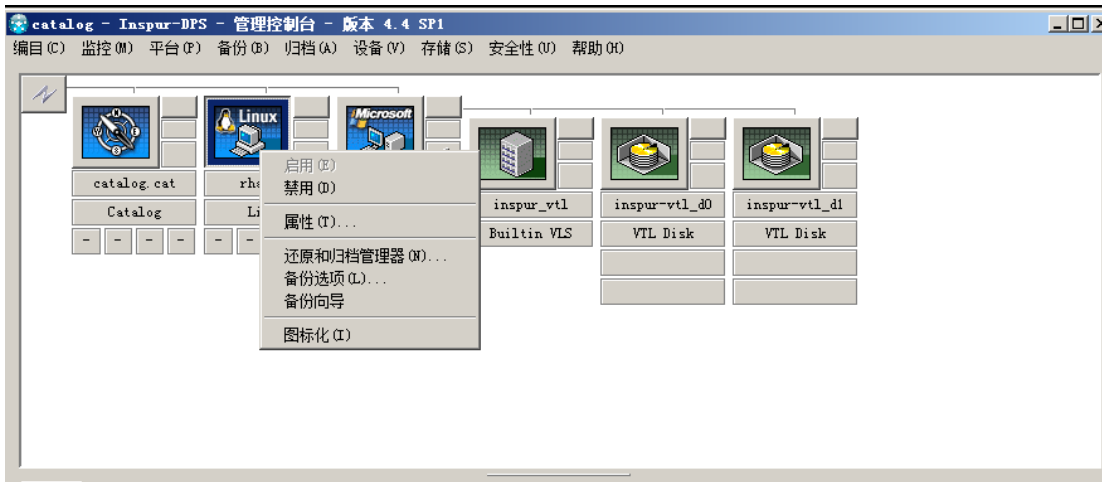 catalog - Inspur-DPS - 管理控制台 - 版本 4.4 SP1
编目(C) 监控(M) 平台(P) 备份(B) 归档(A) 设备(V) 存储(S) 安全性(U) 帮助(H)
Linux
Microsoft
catalog.cat
Catalog
- - - -
- -
启用(E)
禁用(D)
属性(T)...
还原和归档管理器(N)...
备份选项(L)...
备份向导
图标化(I)
inspur_vtl
Builtin VLS
inspur-vtl_d0
VTL Disk
inspur-vtl_d1
VTL Disk